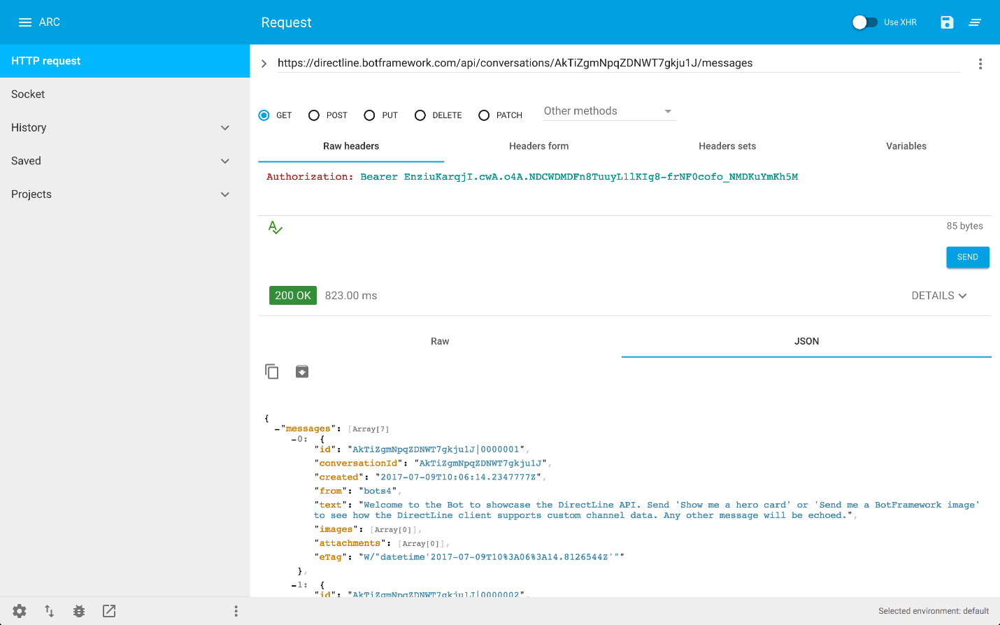 ARC
Request
Use XHR
HTTP request
https://directline.botframework.com/api/conversations/AkTiZgmNpqZDNWT7gkju1J/messages
Socket
History
Saved
Projects
GET POST PUT DELETE PATCH Other methods
Raw headers Headers form Headers sets Variables
Authorization: Bearer EnziuKarqjI.cwA.o4A.NDCWDMDFn8TuuyL1lKIg8-frNF0cofo_NMDKuYmKh5M
85 bytes
SEND
200 OK 823.00 ms DETAILS
Raw JSON
{
-"messages": [Array[7]
-0: {
"id": "AkTiZgmNpqZDNWT7gkju1J|0000001",
"conversationId": "AkTiZgmNpqZDNWT7gkju1J",
"created": "2017-07-09T10:06:14.2347777Z",
"from": "bots4",
"text": "Welcome to the Bot to showcase the DirectLine API. Send 'Show me a hero card' or 'Send me a BotFramework image'
to see how the DirectLine client supports custom channel data. Any other message will be echoed.",
"images": [Array[0]],
"attachments": [Array[0]],
"eTag": "W/"datetime'2017-07-09T10%3A06%3A14.8126544Z'""
},
-1: {
"id": "AkTiZgmNpqZDNWT7gkju1J|0000002",
Selected environment: default